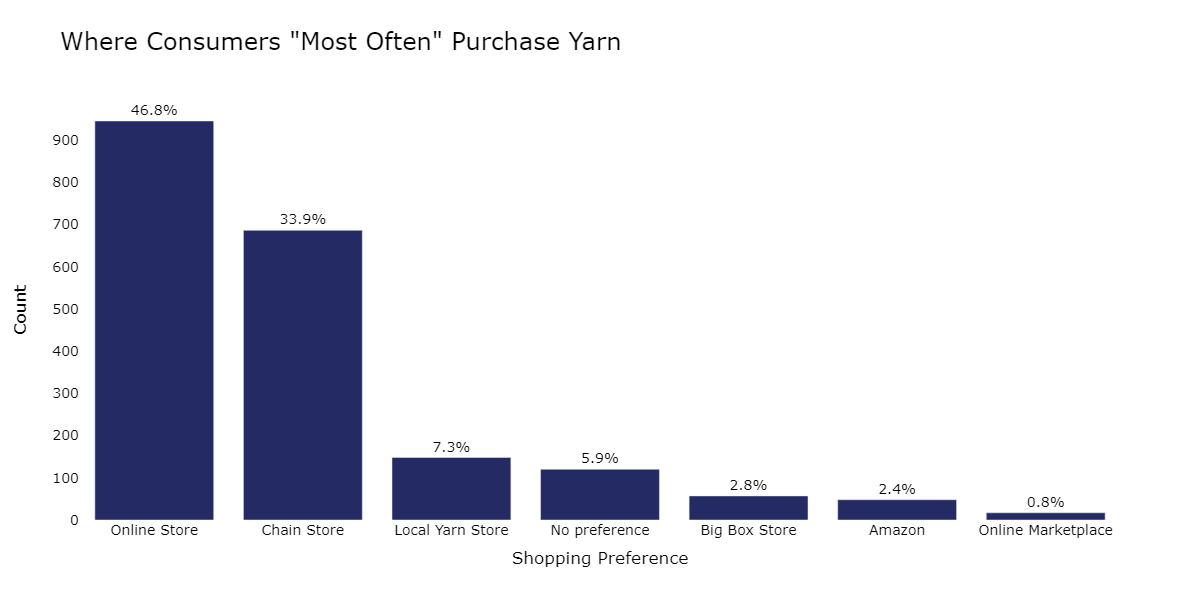 Where Consumers "Most Often" Purchase Yarn
46.8%
900
800
33.9%
700
600
500
Count
400
300
200
7.3%
5.9%
100
2.8%
2.4%
0.8%
0
Online Store
Chain Store
Local Yarn Store
No preference
Big Box Store
Amazon
Online Marketplace
Shopping Preference